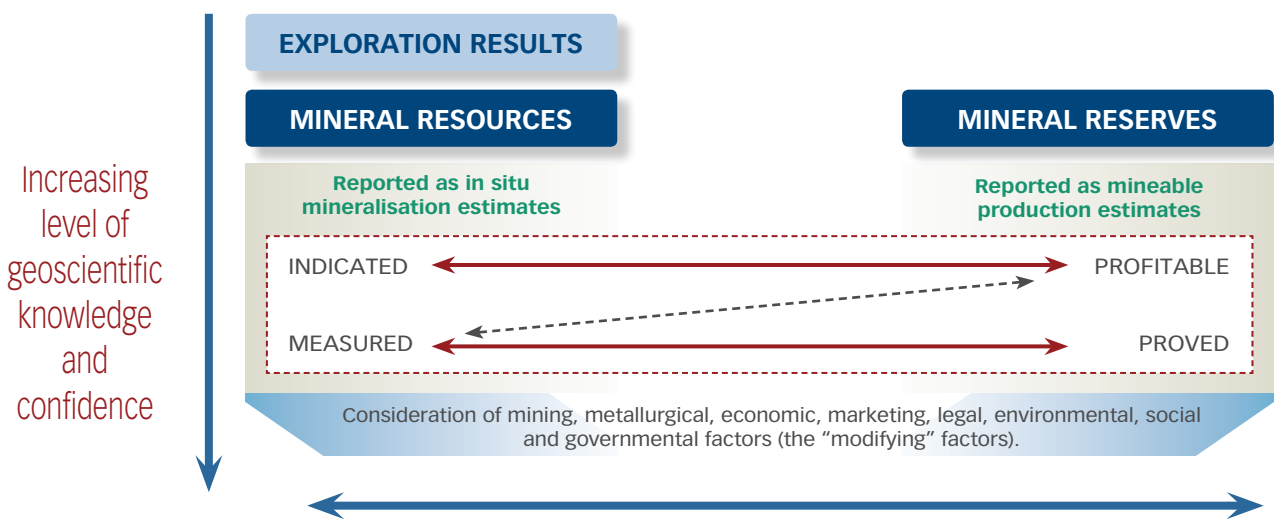 EXPLORATION RESULTS
MINERAL RESOURCES
MINERAL RESERVES
Increasing
level of
geoscientific
knowledge
and
confidence
Reported as in situ
mineralisation estimates
Reported as mineable
production estimates
INDICATED
PROFITABLE
MEASURED
PROVED
Consideration of mining, metallurgical, economic, marketing, legal, environmental, social
and governmental factors (the “modifying” factors).